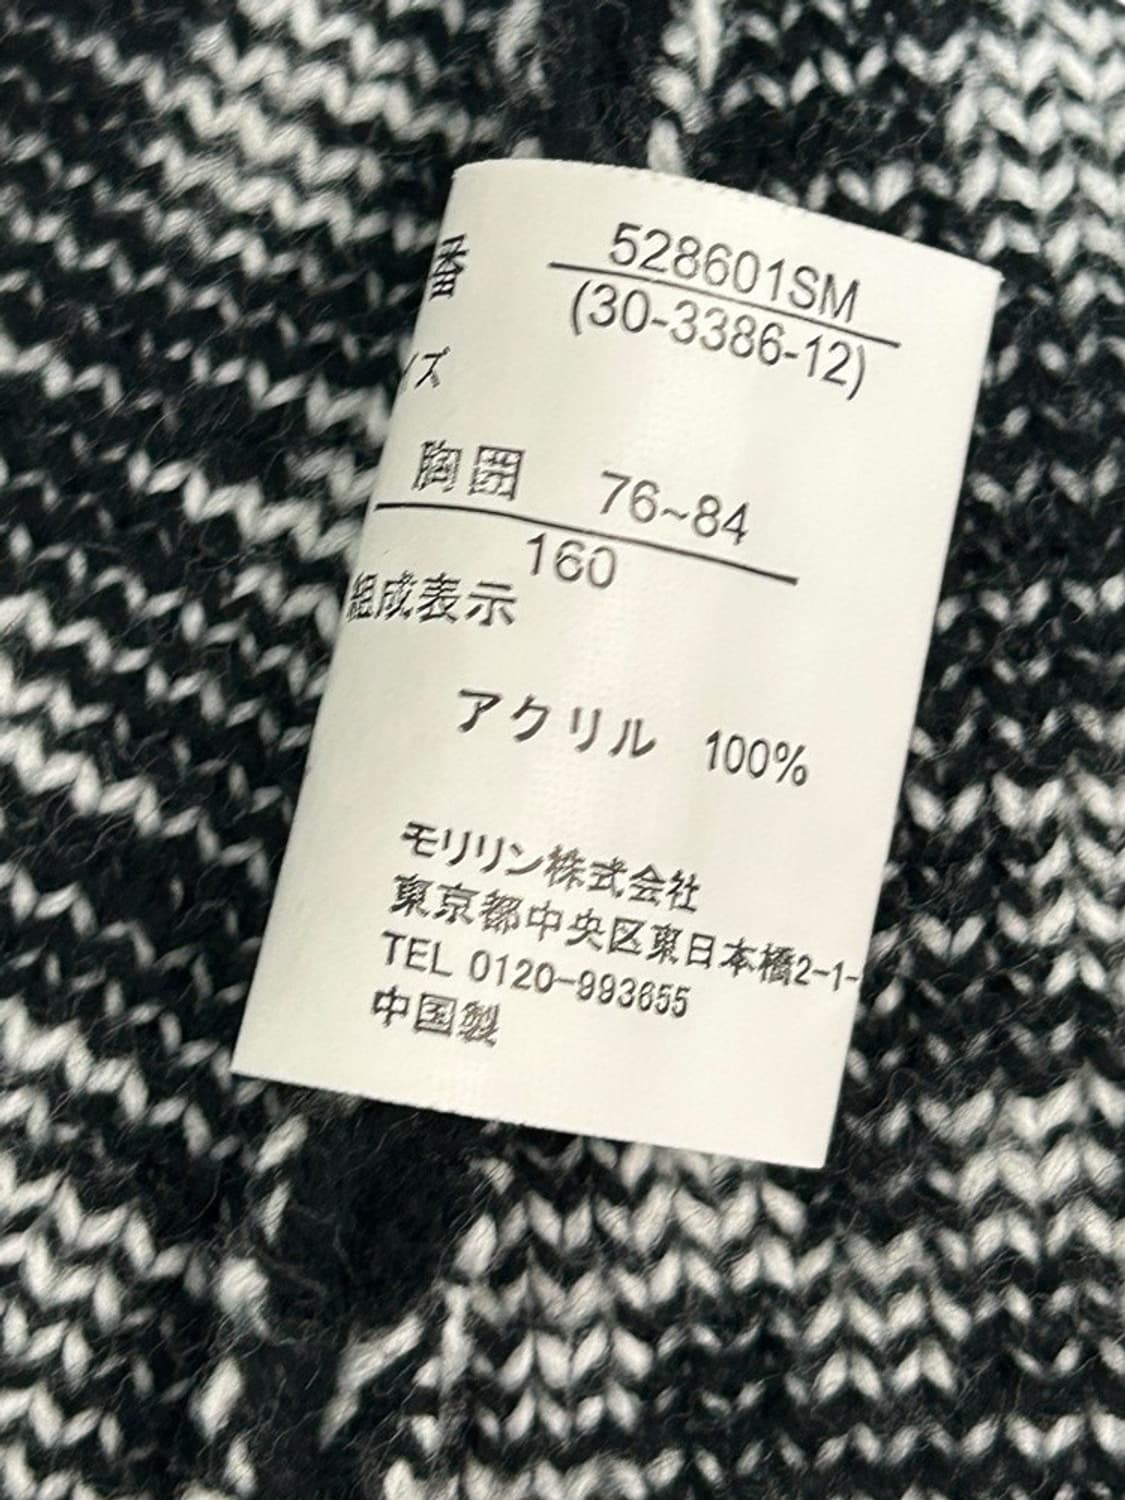 528601SM
(30-3386-12)
ズ
胸囲 76~84
160
組成表示
アクリル 100%
モリリン株式会社
東京都中央区東日本橋2-1-
TEL 0120-993655
中国製